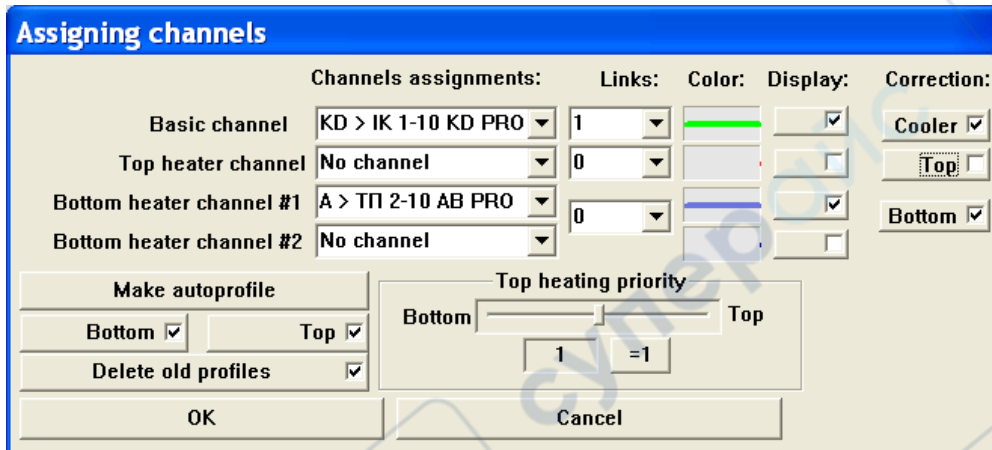 Assigning channels
Channels assignments: Links: Color: Display: Correction:
Basic channel KD > IK 1-10 KD PRO 1 Cooler
Top heater channel No channel 0 Top
Bottom heater channel #1 A > ТП 2-10 AB PRO 0 Bottom
Bottom heater channel #2 No channel
Make autoprofile Top heating priority
Bottom Top Bottom Top
Delete old profiles 1 =1
OK Cancel
суперайс